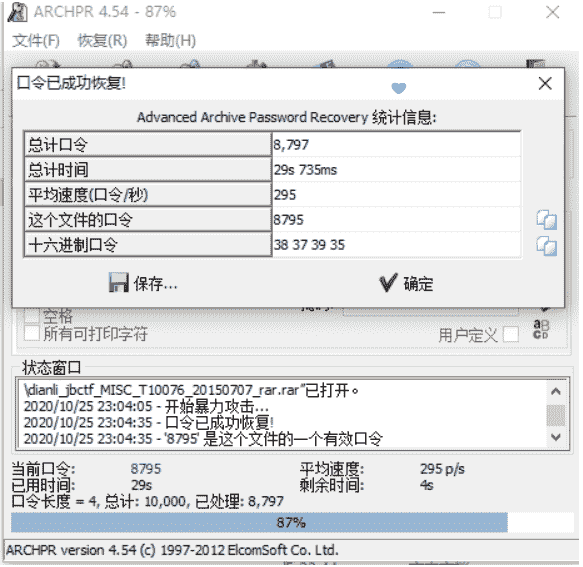 ARCHPR 4.54 - 87%
文件(F) 恢复(R) 帮助(H)
口令已成功恢复!
Advanced Archive Password Recovery 统计信息:
总计口令 8,797
总计时间 29s 735ms
平均速度(口令/秒) 295
这个文件的口令 8795
十六进制口令 38 37 39 35
保存... 确定
空格
所有可打印字符 用户定义
状态窗口
\dianli_jbctf_MISC_T10076_20150707_rar.rar"已打开。
2020/10/25 23:04:05 - 开始暴力攻击...
2020/10/25 23:04:35 - 口令已成功恢复!
2020/10/25 23:04:35 - '8795' 是这个文件的一个有效口令
当前口令: 8795 平均速度: 295 p/s
已用时间: 29s 剩余时间: 4s
口令长度 = 4, 总计: 10,000, 已处理: 8,797
87%
ARCHPR version 4.54 (c) 1997-2012 ElcomSoft Co. Ltd.